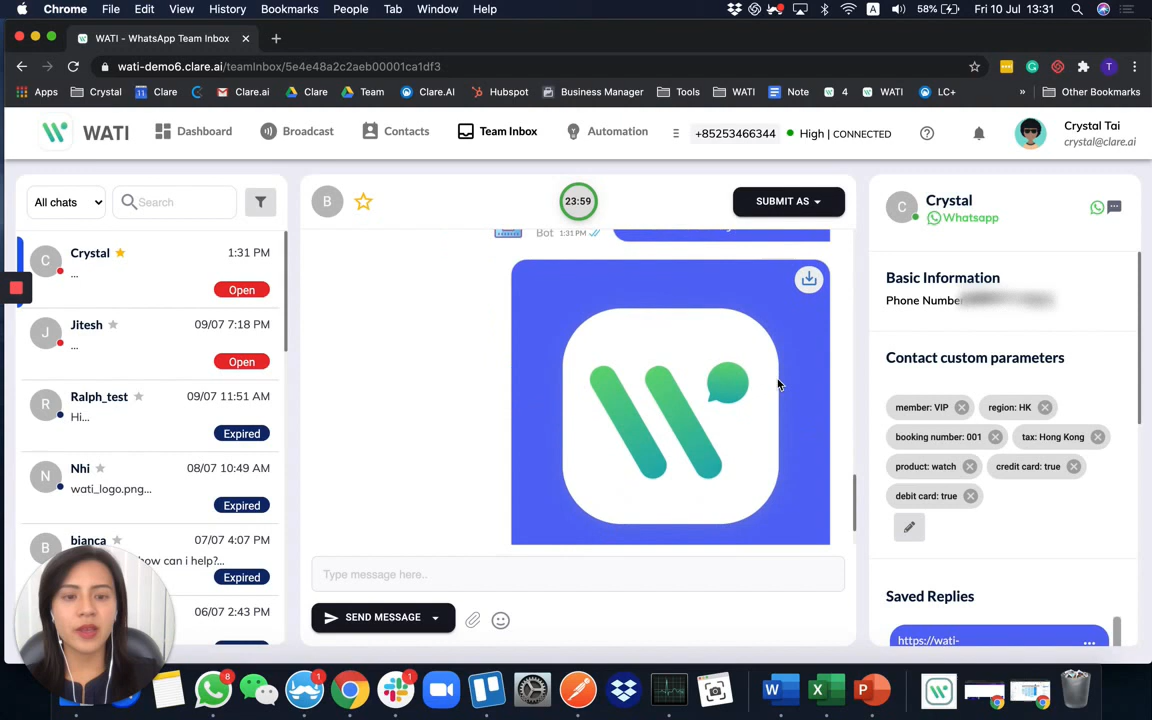 Chrome File Edit View History Bookmarks People Tab Window Help A 58% Fri 10 Jul 13:31
WATI - WhatsApp Team Inbox
wati-demo6.clare.ai/teamInbox/5e4e48a2c2aeb00001ca1df3 T
Apps Crystal 11 Clare Clare.ai Clare Team Clare.AI Hubspot Business Manager Tools WATI Note 4 WATI LC+ » Other Bookmarks
WATI Dashboard Broadcast Contacts Team Inbox Automation +85253466344 High | CONNECTED Crystal Tai
crystal@clare.ai
All chats Search B 23:59 SUBMIT AS C Crystal
Whatsapp
Bot 1:31 PM
C Crystal 1:31 PM
...
Open
J Jitesh 09/07 7:18 PM
...
Open
R Ralph_test 09/07 11:51 AM
Hi...
Expired
N Nhi 08/07 10:49 AM
wati_logo.png...
Expired
B bianca 07/07 4:07 PM
how can i help?...
Expired
06/07 2:43 PM
Type message here..
SEND MESSAGE
Basic Information
Phone Number
Contact custom parameters
member: VIP region: HK
booking number: 001 tax: Hong Kong
product: watch credit card: true
debit card: true
Saved Replies
https://wati- ...
8 1 1 W X P